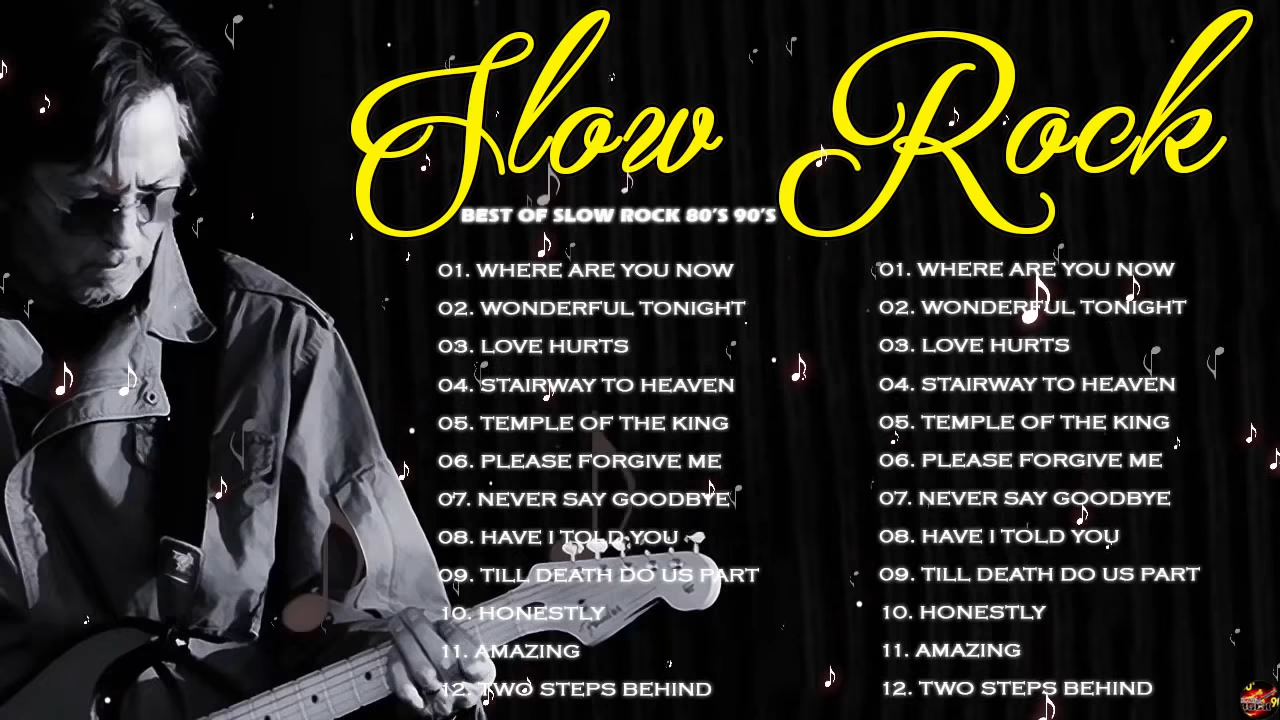 Slow Rock
BEST OF SLOW ROCK 80'S 90'S
01. WHERE ARE YOU NOW
02. WONDERFUL TONIGHT
03. LOVE HURTS
04. STAIRWAY TO HEAVEN
05. TEMPLE OF THE KING
06. PLEASE FORGIVE ME
07. NEVER SAY GOODBYE
08. HAVE I TOLD YOU
09. TILL DEATH DO US PART
10. HONESTLY
11. AMAZING
12. TWO STEPS BEHIND
01. WHERE ARE YOU NOW
02. WONDERFUL TONIGHT
03. LOVE HURTS
04. STAIRWAY TO HEAVEN
05. TEMPLE OF THE KING
06. PLEASE FORGIVE ME
07. NEVER SAY GOODBYE
08. HAVE I TOLD YOU
09. TILL DEATH DO US PART
10. HONESTLY
11. AMAZING
12. TWO STEPS BEHIND